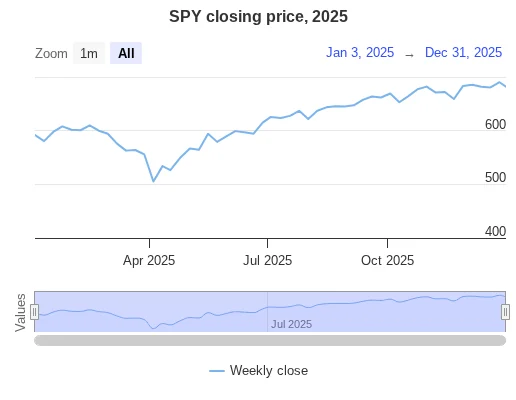 SPY closing price, 2025
Zoom 1m All Jan 3, 2025 → Dec 31, 2025
600
500
400
Apr 2025 Jul 2025 Oct 2025
Values
Jul 2025
Weekly close